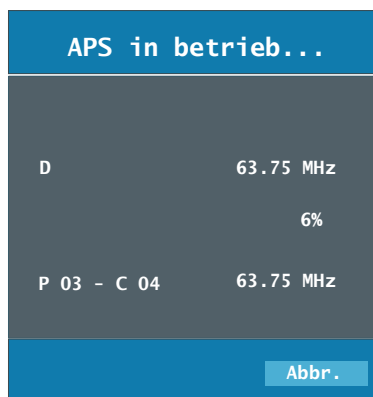 APS in betrieb...
D 63.75 MHz
6%
P 03 - C 04 63.75 MHz
Abbr.